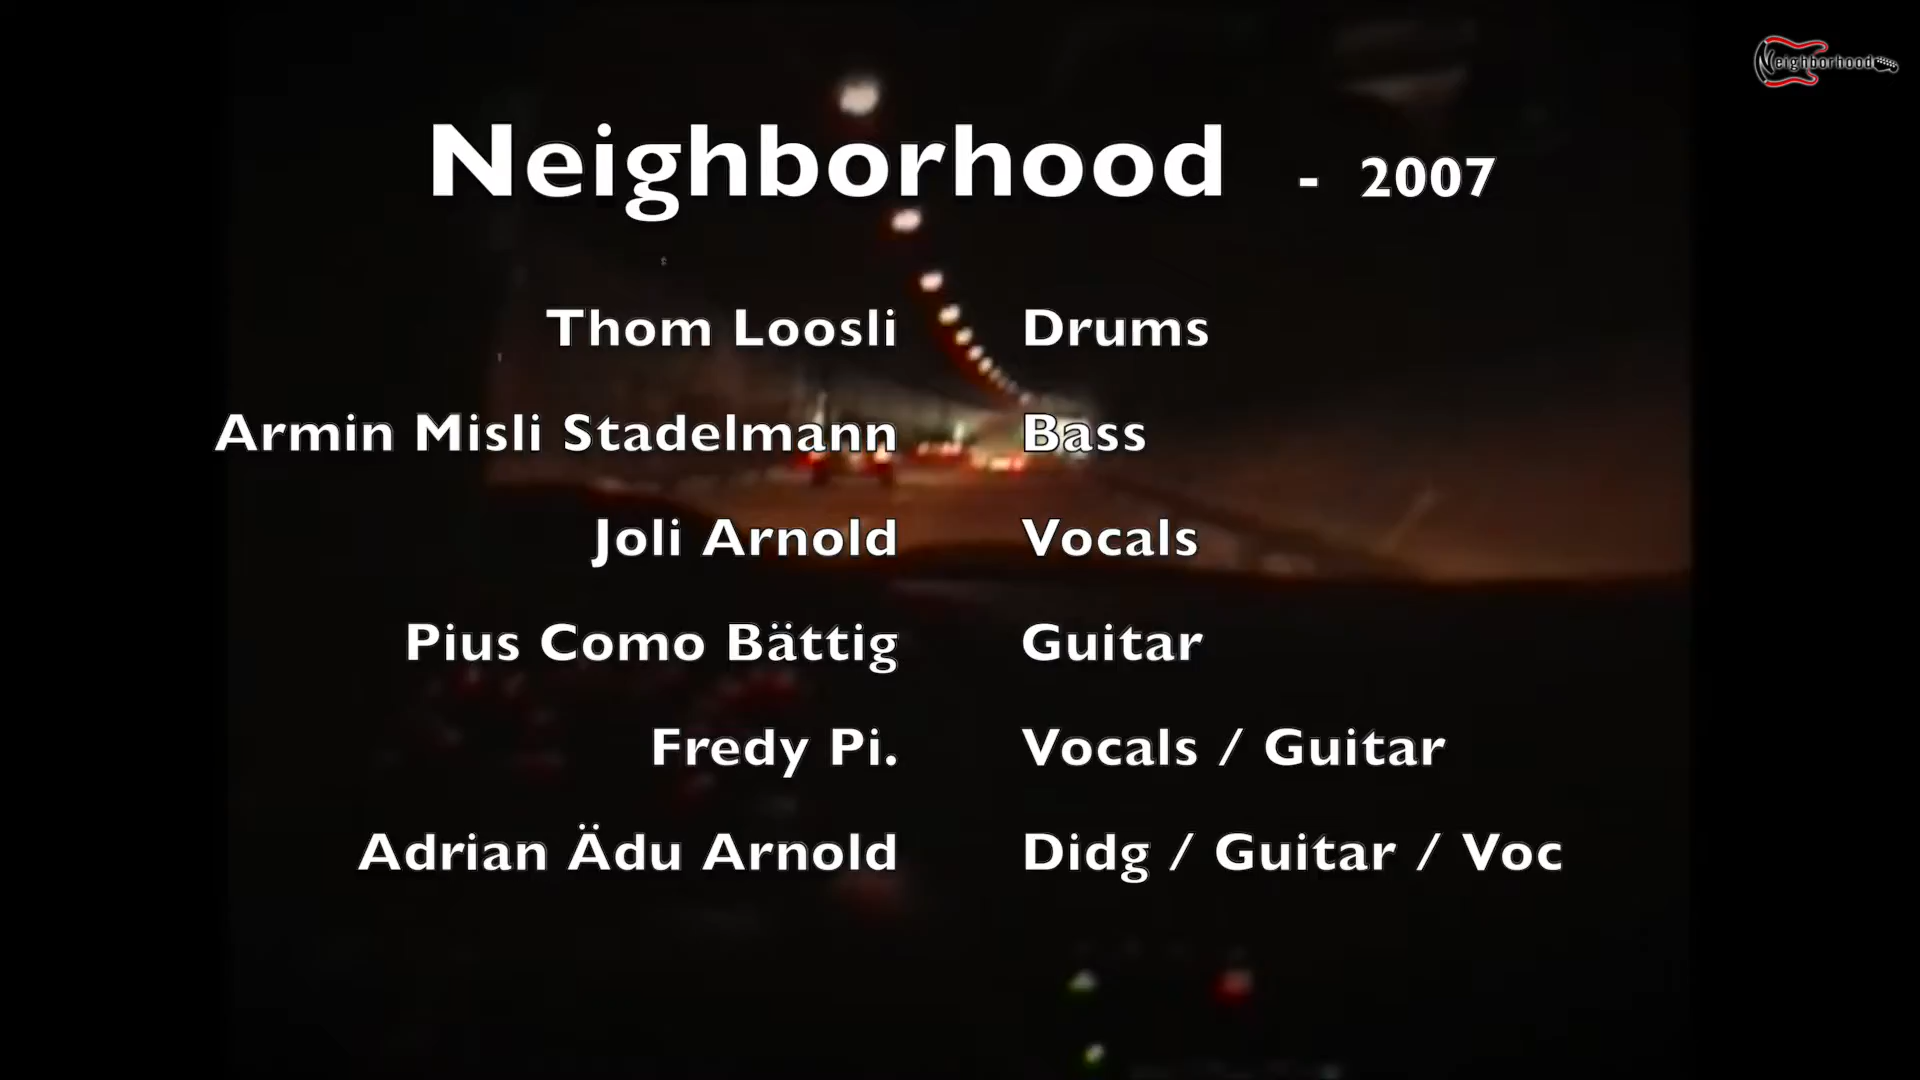 Neighborhood
Neighborhood - 2007
Thom Loosli Drums
Armin Misli Stadelmann Bass
Joli Arnold Vocals
Pius Como Bättig Guitar
Fredy Pi. Vocals / Guitar
Adrian Ädu Arnold Didg / Guitar / Voc